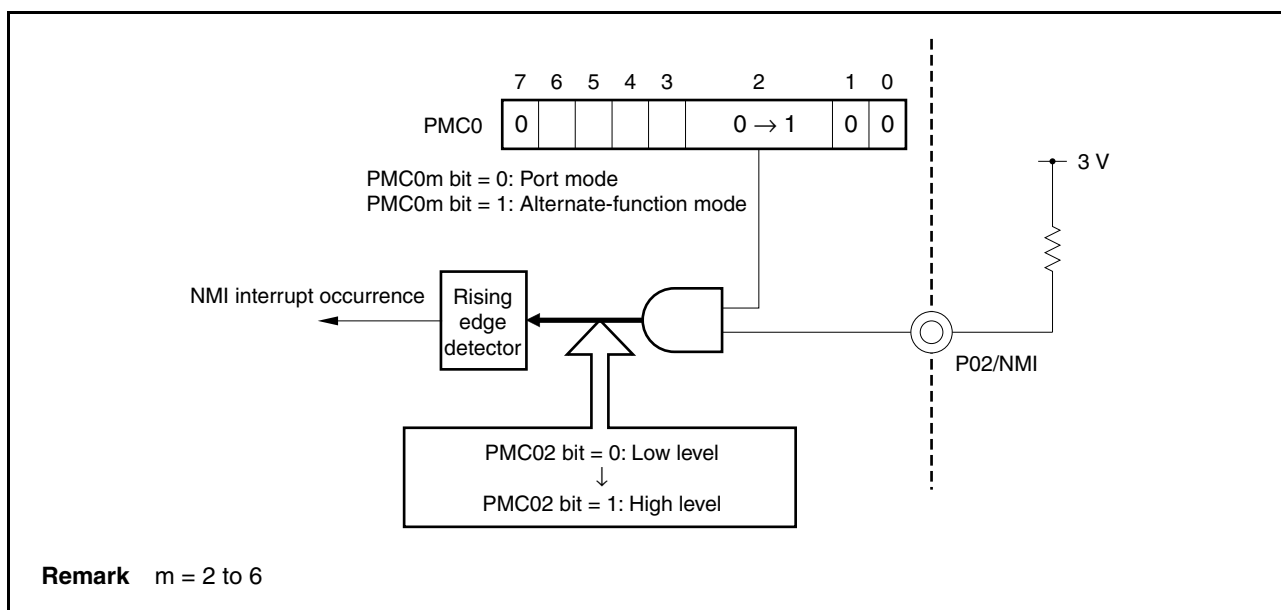 7 6 5 4 3 2 1 0
PMC0 0 0 → 1 0 0
3 V
PMC0m bit = 0: Port mode
PMC0m bit = 1: Alternate-function mode
NMI interrupt occurrence
Rising
edge
detector
P02/NMI
PMC02 bit = 0: Low level
↓
PMC02 bit = 1: High level
Remark m = 2 to 6